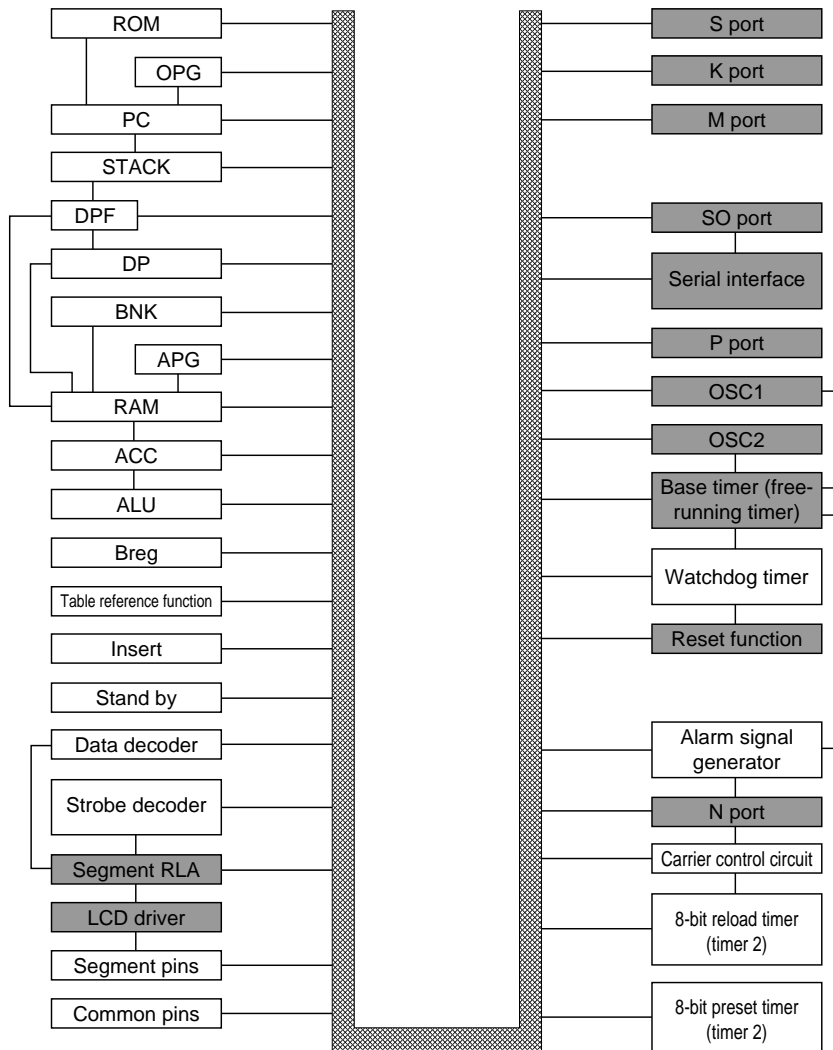 ROM
OPG
PC
STACK
DPF
DP
BNK
APG
RAM
ACC
ALU
Breg
Table reference function
Insert
Stand by
Data decoder
Strobe decoder
Segment RLA
LCD driver
Segment pins
Common pins
S port
K port
M port
SO port
Serial interface
P port
OSC1
OSC2
Base timer (free-
running timer)
Watchdog timer
Reset function
Alarm signal
generator
N port
Carrier control circuit
8-bit reload timer
(timer 2)
8-bit preset timer
(timer 2)